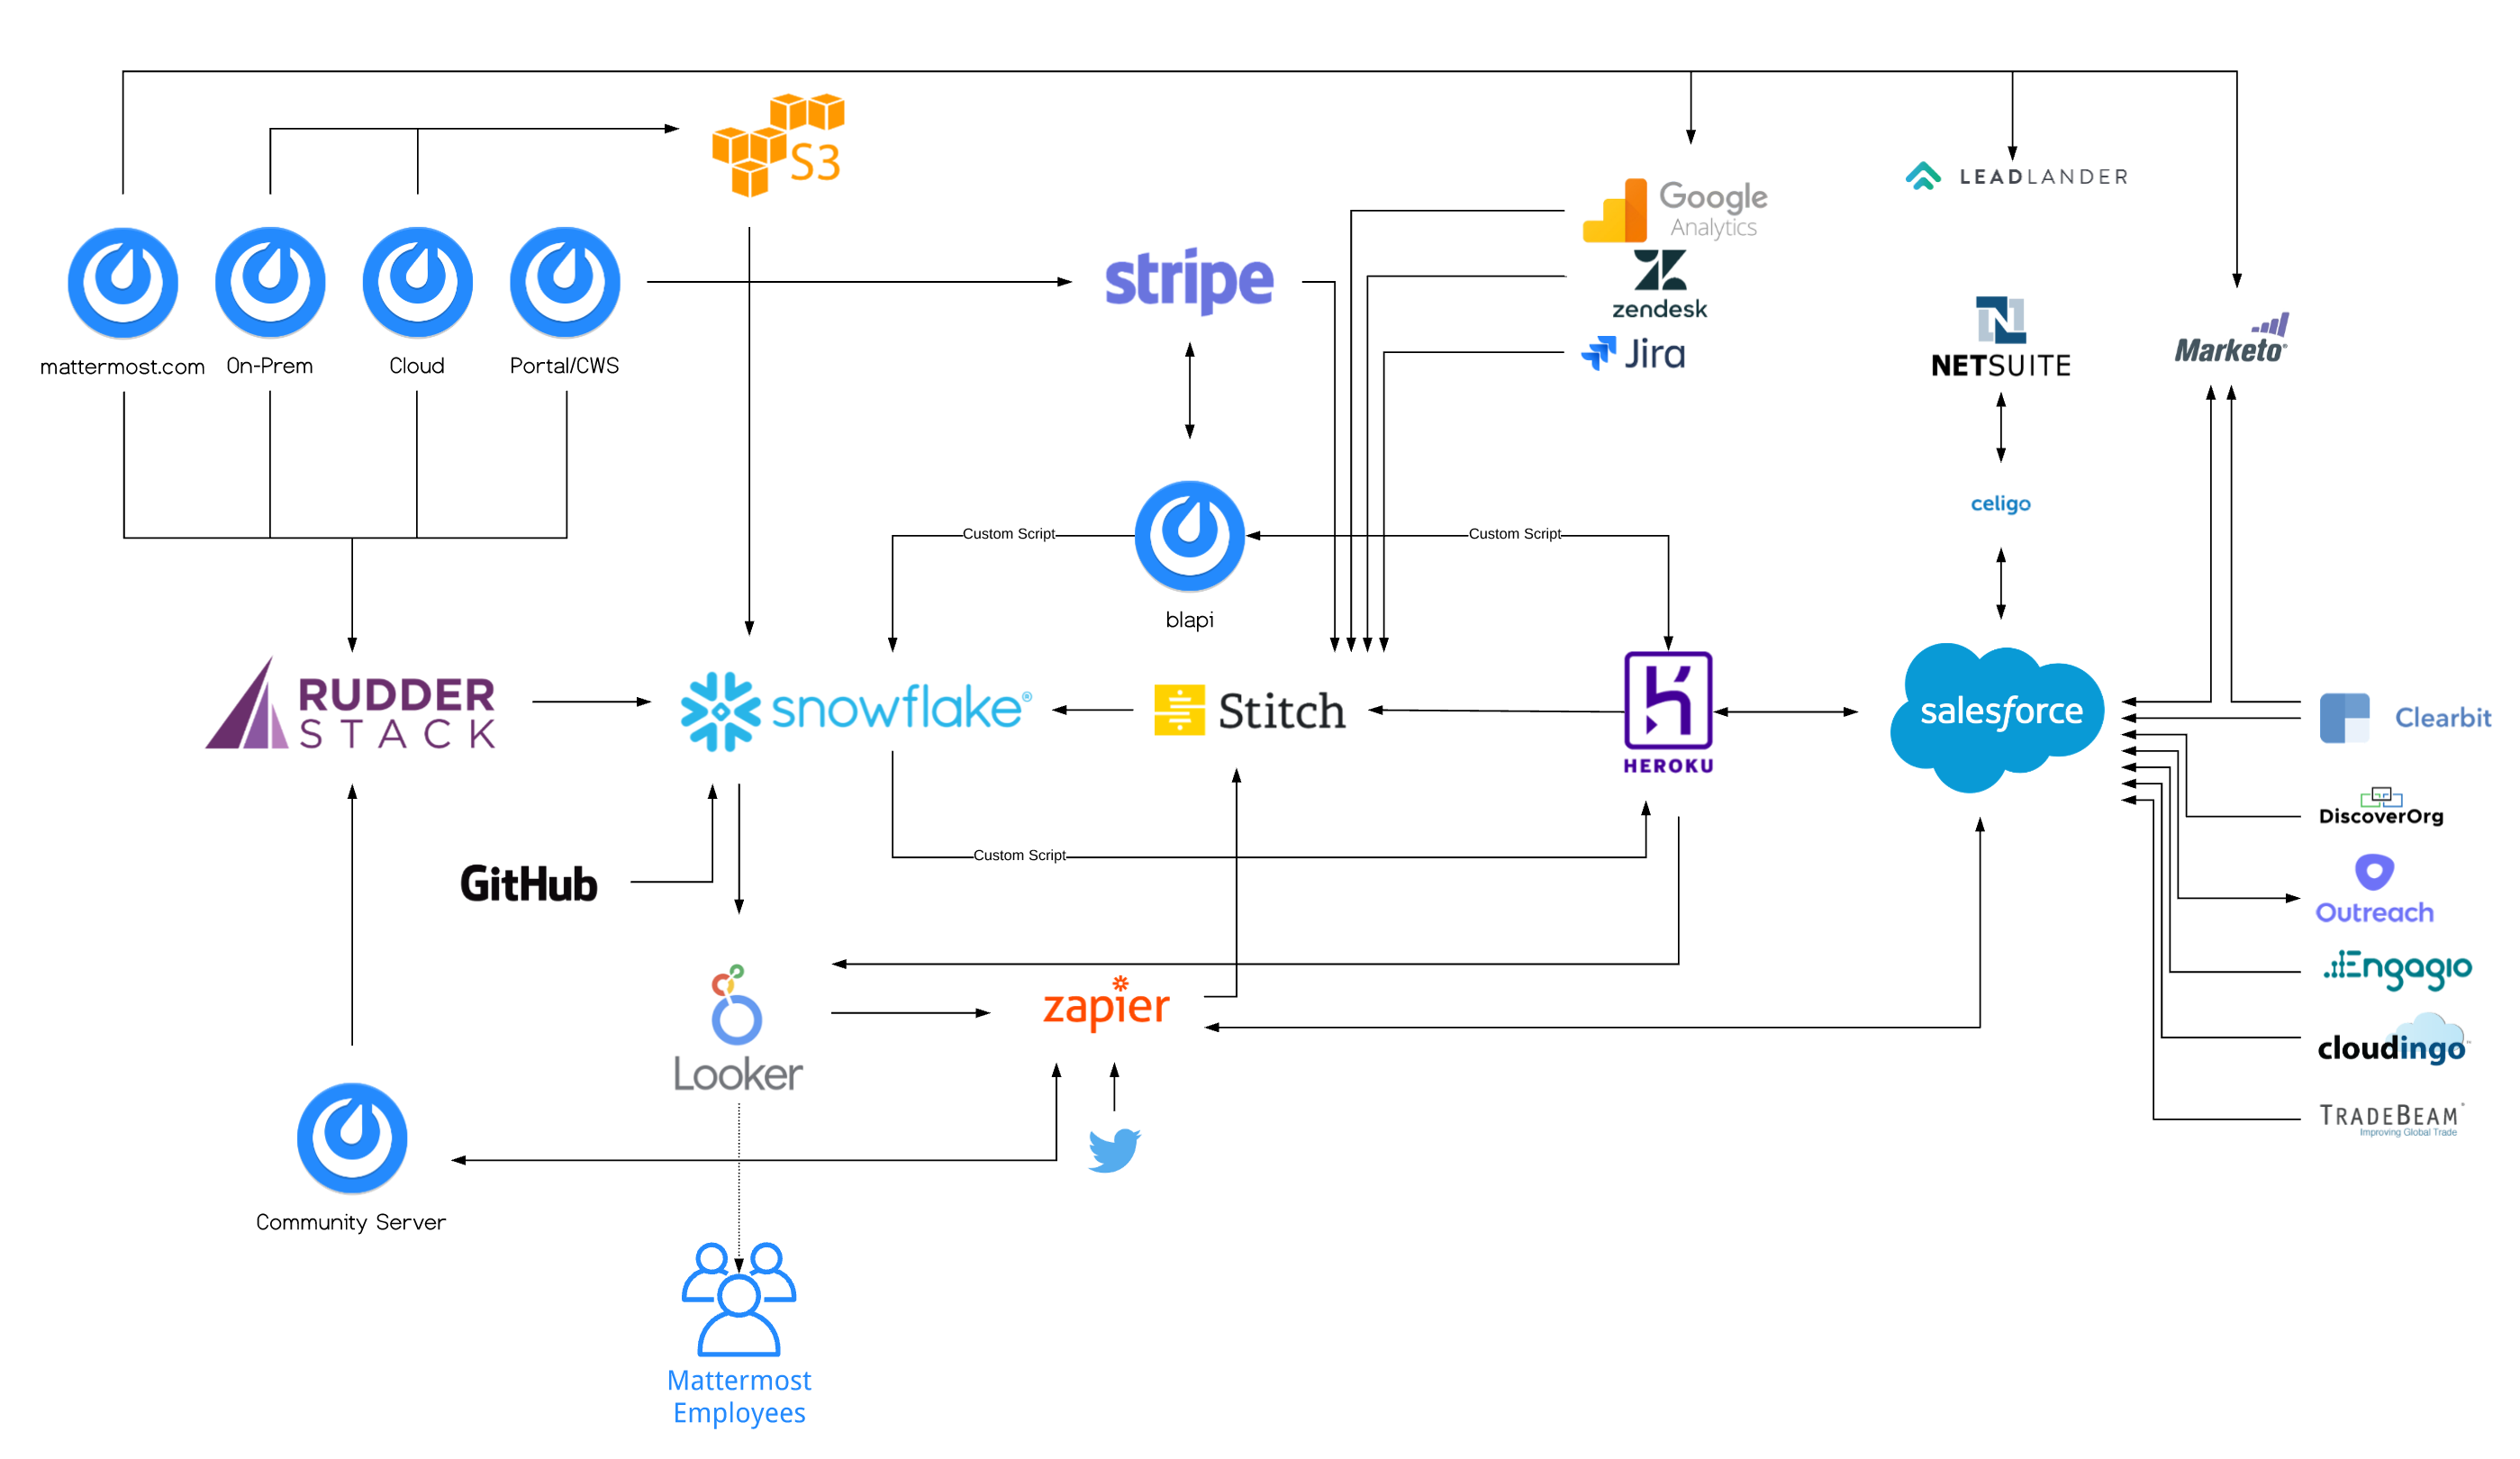 S3
Google
Analytics
LEADLANDER
stripe
zendesk
Jira
NETSUITE
Marketo
mattermost.com
On-Prem
Cloud
Portal/CWS
celigo
Custom Script
Custom Script
blapi
RUDDER
STACK
snowflake®
Stitch
HEROKU
salesforce
Clearbit
DiscoverOrg
Custom Script
GitHub
Outreach
Engagio
zapier
Looker
cloudingo
TRADEBEAM
Improving Global Trade
Community Server
Mattermost
Employees